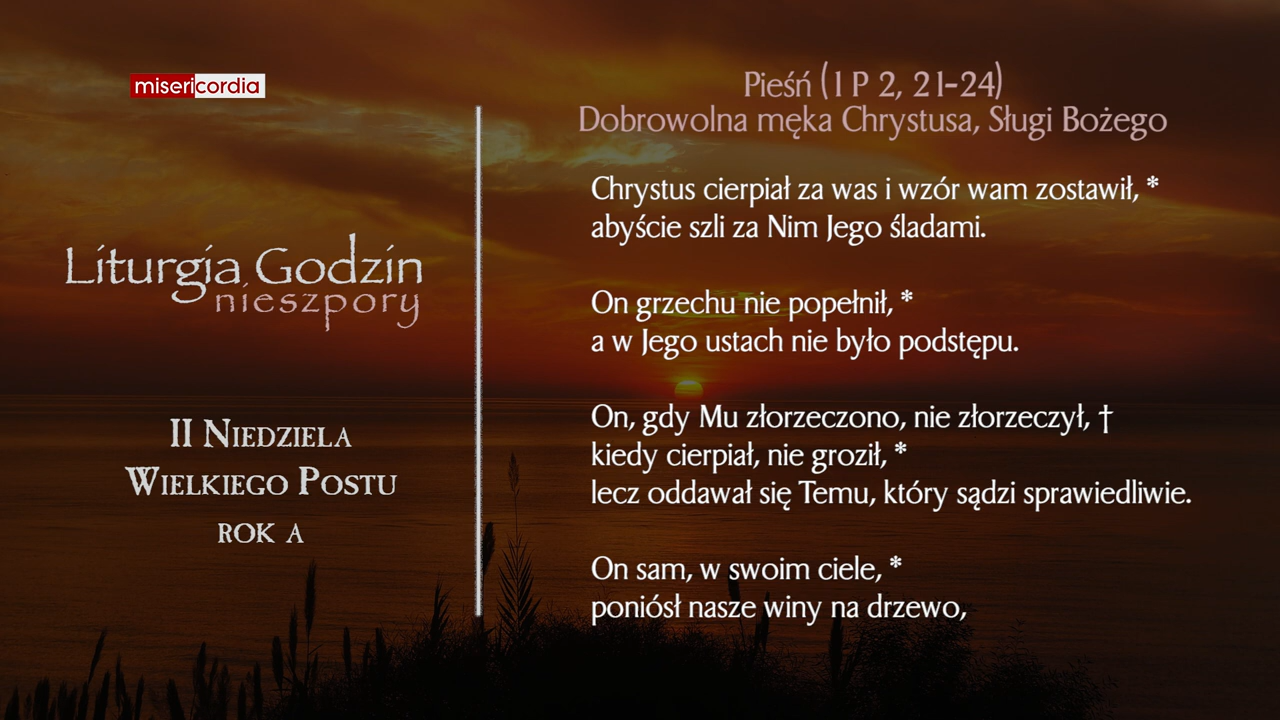 misericordia
Liturgia Godzin
nieszpory
II Niedziela
Wielkiego Postu
rok A
Pieśń (1 P 2, 21-24)
Dobrowolna męka Chrystusa, Sługi Bożego
Chrystus cierpiał za was i wzór wam zostawił, *
abyście szli za Nim Jego śladami.
On grzechu nie popełnił, *
a w Jego ustach nie było podstępu.
On, gdy Mu złorzeczono, nie złorzeczył, †
kiedy cierpiał, nie groził, *
lecz oddawał się Temu, który sądzi sprawiedliwie.
On sam, w swoim ciele, *
poniósł nasze winy na drzewo,